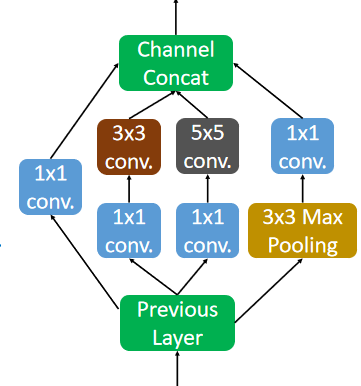 Channel
Concat
3x3
conv.
5x5
conv.
1x1
conv.
1x1
conv.
1x1
conv.
1x1
conv.
3x3 Max
Pooling
Previous
Layer